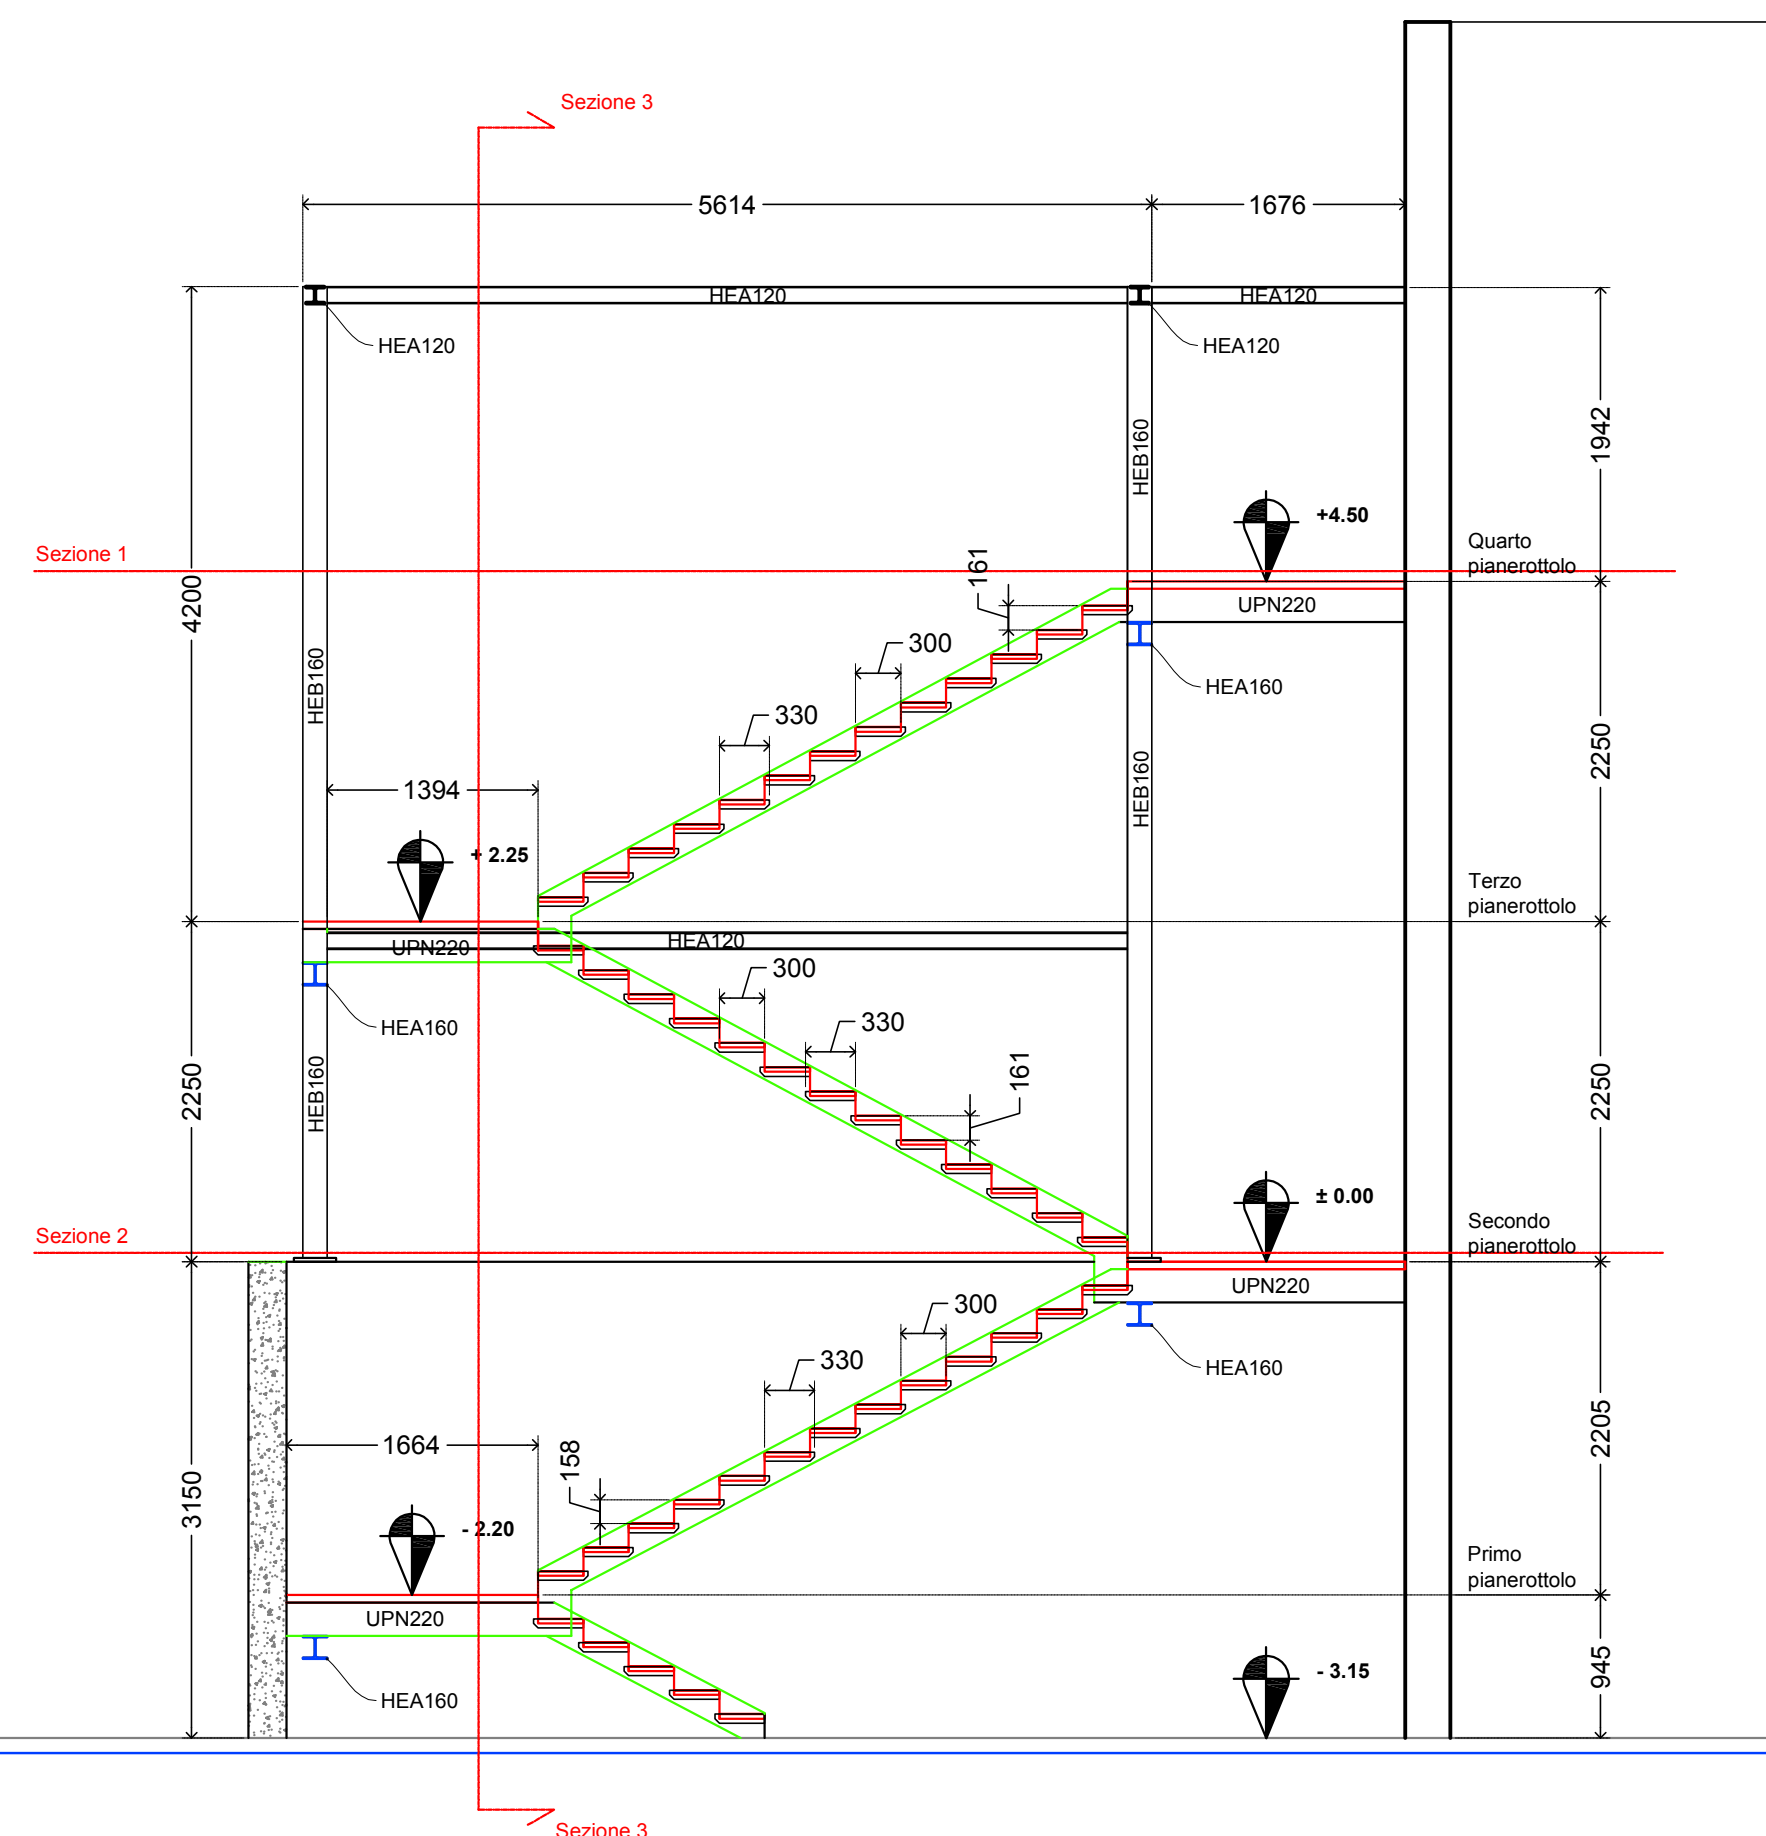 Sezione 3
5614
1676
HEA120
HEA120
HEA120
HEA120
HEB160
1942
+4.50
Quarto
pianerottolo
Sezione 1
161
4200
UPN220
300
HEB160
HEA160
330
2250
HEB160
1394
+ 2.25
Terzo
pianerottolo
UPN220
HEA120
300
HEA160
330
161
2250
HEB160
2250
± 0.00
Secondo
pianerottolo
Sezione 2
UPN220
300
330
HEA160
1664
158
2205
3150
- 2.20
Primo
pianerottolo
UPN220
945
- 3.15
HEA160
Sezione 3